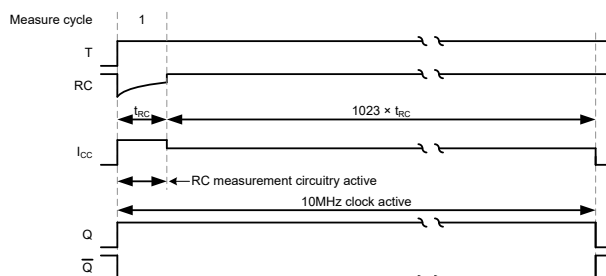 Measure cycle 1
T
RC
tRC 1023 × tRC
ICC
RC measurement circuitry active
10MHz clock active
Q
Q̅